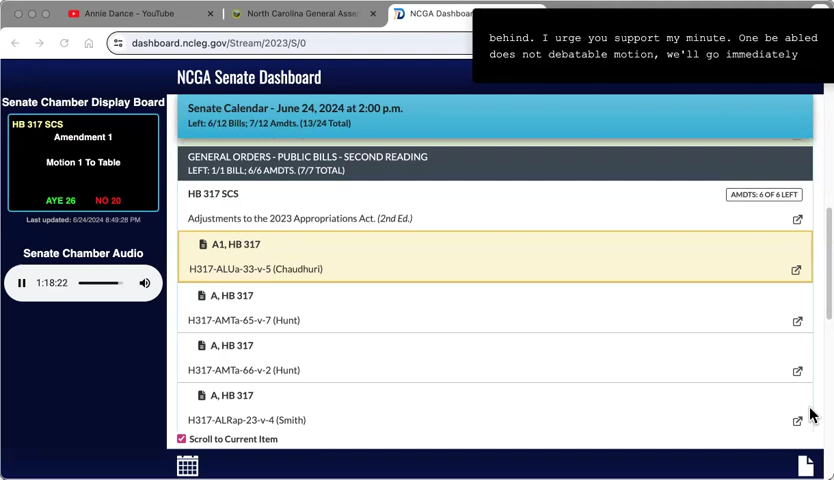 Annie Dance – YouTube
North Carolina General Asse
NCGA Dashboa
dashboard.ncleg.gov/Stream/2023/S/0
behind. I urge you support my minute. One be abled
does not debatable motion, we'll go immediately
NCGA Senate Dashboard
Senate Chamber Display Board
HB 317 SCS
Amendment 1
Motion 1 To Table
AYE 26 NO 20
Last updated: 6/24/2024 8:49:28 PM
Senate Chamber Audio
1:18:22
Senate Calendar - June 24, 2024 at 2:00 p.m.
Left: 6/12 Bills; 7/12 Amdts. (13/24 Total)
GENERAL ORDERS - PUBLIC BILLS - SECOND READING
LEFT: 1/1 BILL; 6/6 AMDTS. (7/7 TOTAL)
HB 317 SCS
AMDTS: 6 OF 6 LEFT
Adjustments to the 2023 Appropriations Act. (2nd Ed.)
A1, HB 317
H317-ALUa-33-v-5 (Chaudhuri)
A, HB 317
H317-AMTa-65-v-7 (Hunt)
A, HB 317
H317-AMTa-66-v-2 (Hunt)
A, HB 317
H317-ALRap-23-v-4 (Smith)
Scroll to Current Item